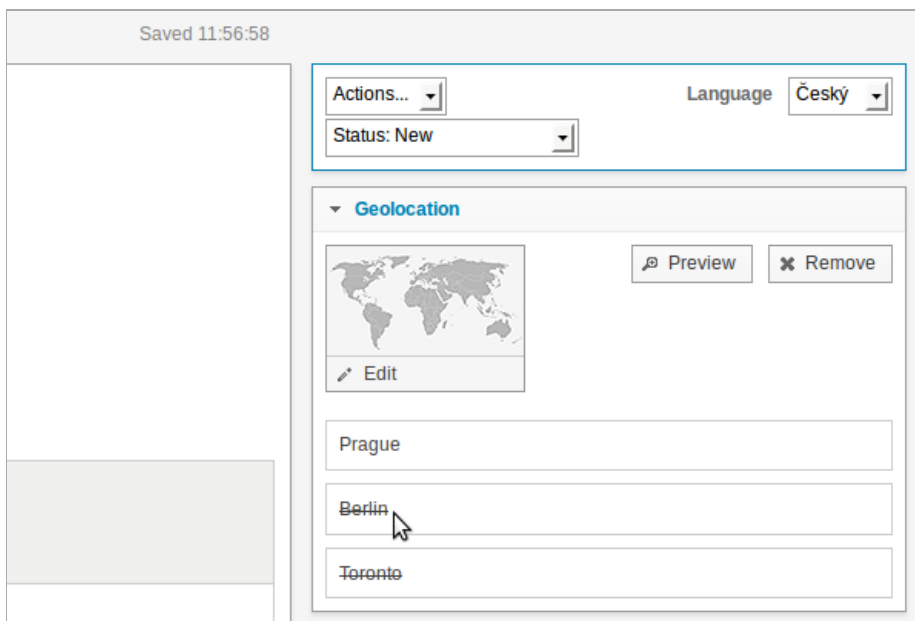 Saved 11:56:58
Actions... Language Český
Status: New
Geolocation
Preview Remove
Edit
Prague
Berlin
Toronto